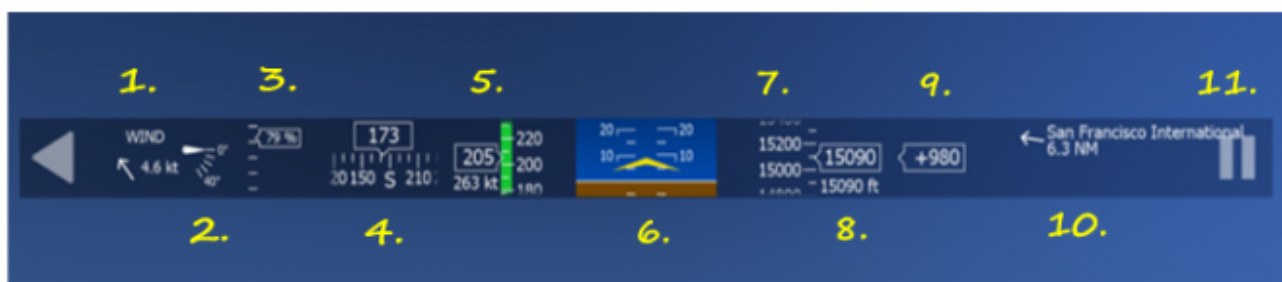 1. 3. 5. 7. 9. 11.
WIND
4.6 kt
0°
40°
79 %
173
20 150 S 210
205
263 kt
220
200
180
20 20
10 10
15200
15000
15090
15090 ft
+980
San Francisco International
6.3 NM
2. 4. 6. 8. 10.